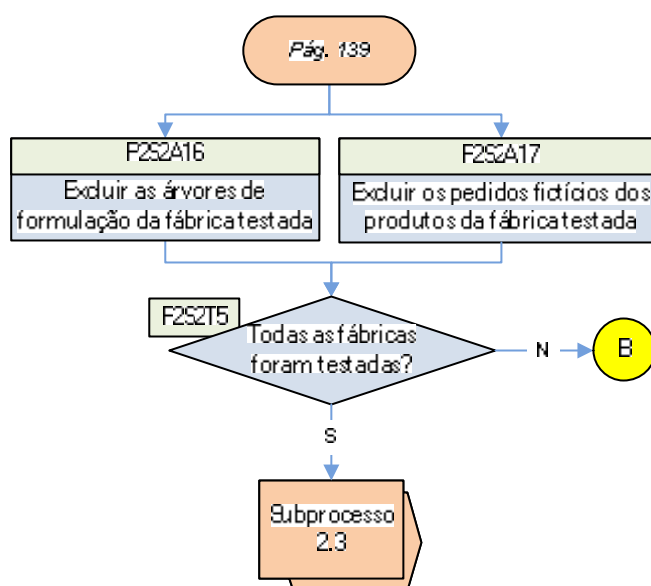 Pág. 139
F2S2A16
Excluir as árvores de
formulação da fábrica testada
F2S2A17
Excluir os pedidos fictícios dos
produtos da fábrica testada
F2S2T5
Todas as fábricas
foram testadas?
N
B
S
Subprocesso
2.3